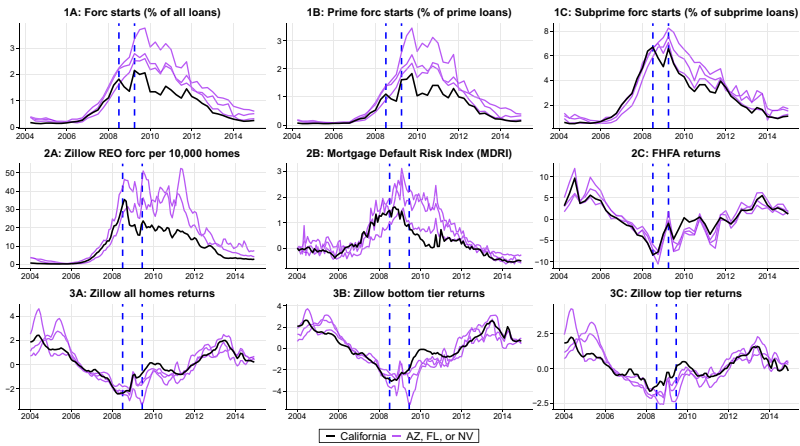 1A: Forc starts (% of all loans)
1B: Prime forc starts (% of prime loans)
1C: Subprime forc starts (% of subprime loans)
3
2
1
0
2004 2006 2008 2010 2012 2014
3
2
1
0
2004 2006 2008 2010 2012 2014
8
6
4
2
2004 2006 2008 2010 2012 2014
2A: Zillow REO forc per 10,000 homes
2B: Mortgage Default Risk Index (MDRI)
2C: FHFA returns
50
40
30
20
10
0
2004 2006 2008 2010 2012 2014
3
2
1
0
2004 2006 2008 2010 2012 2014
10
5
0
−5
−10
2004 2006 2008 2010 2012 2014
3A: Zillow all homes returns
3B: Zillow bottom tier returns
3C: Zillow top tier returns
4
2
0
−2
2004 2006 2008 2010 2012 2014
4
2
0
−2
−4
2004 2006 2008 2010 2012 2014
2.5
0.0
−2.5
2004 2006 2008 2010 2012 2014
California AZ, FL, or NV